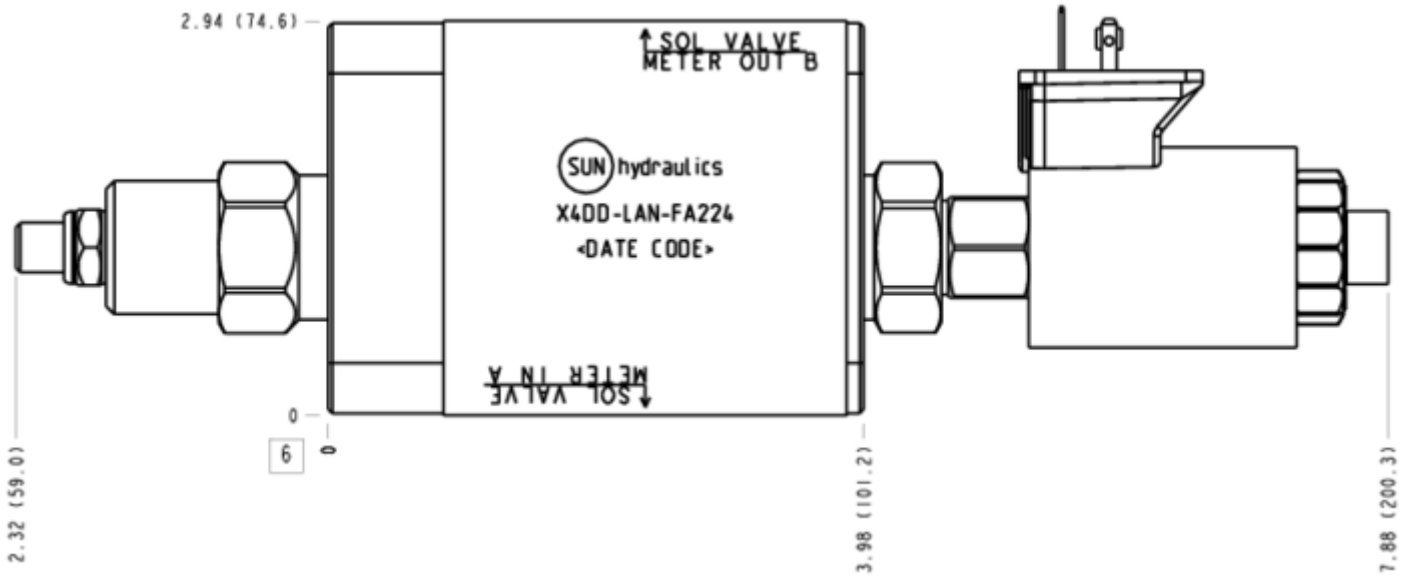 2.94 (74.6)
SOL VALVE
METER OUT B
SUN hydraulics
X4DD-LAN-FA224
<DATE CODE>
SOL VALVE
METER IN A
0
6
0
2.32 (59.0)
3.98 (101.2)
7.88 (200.3)